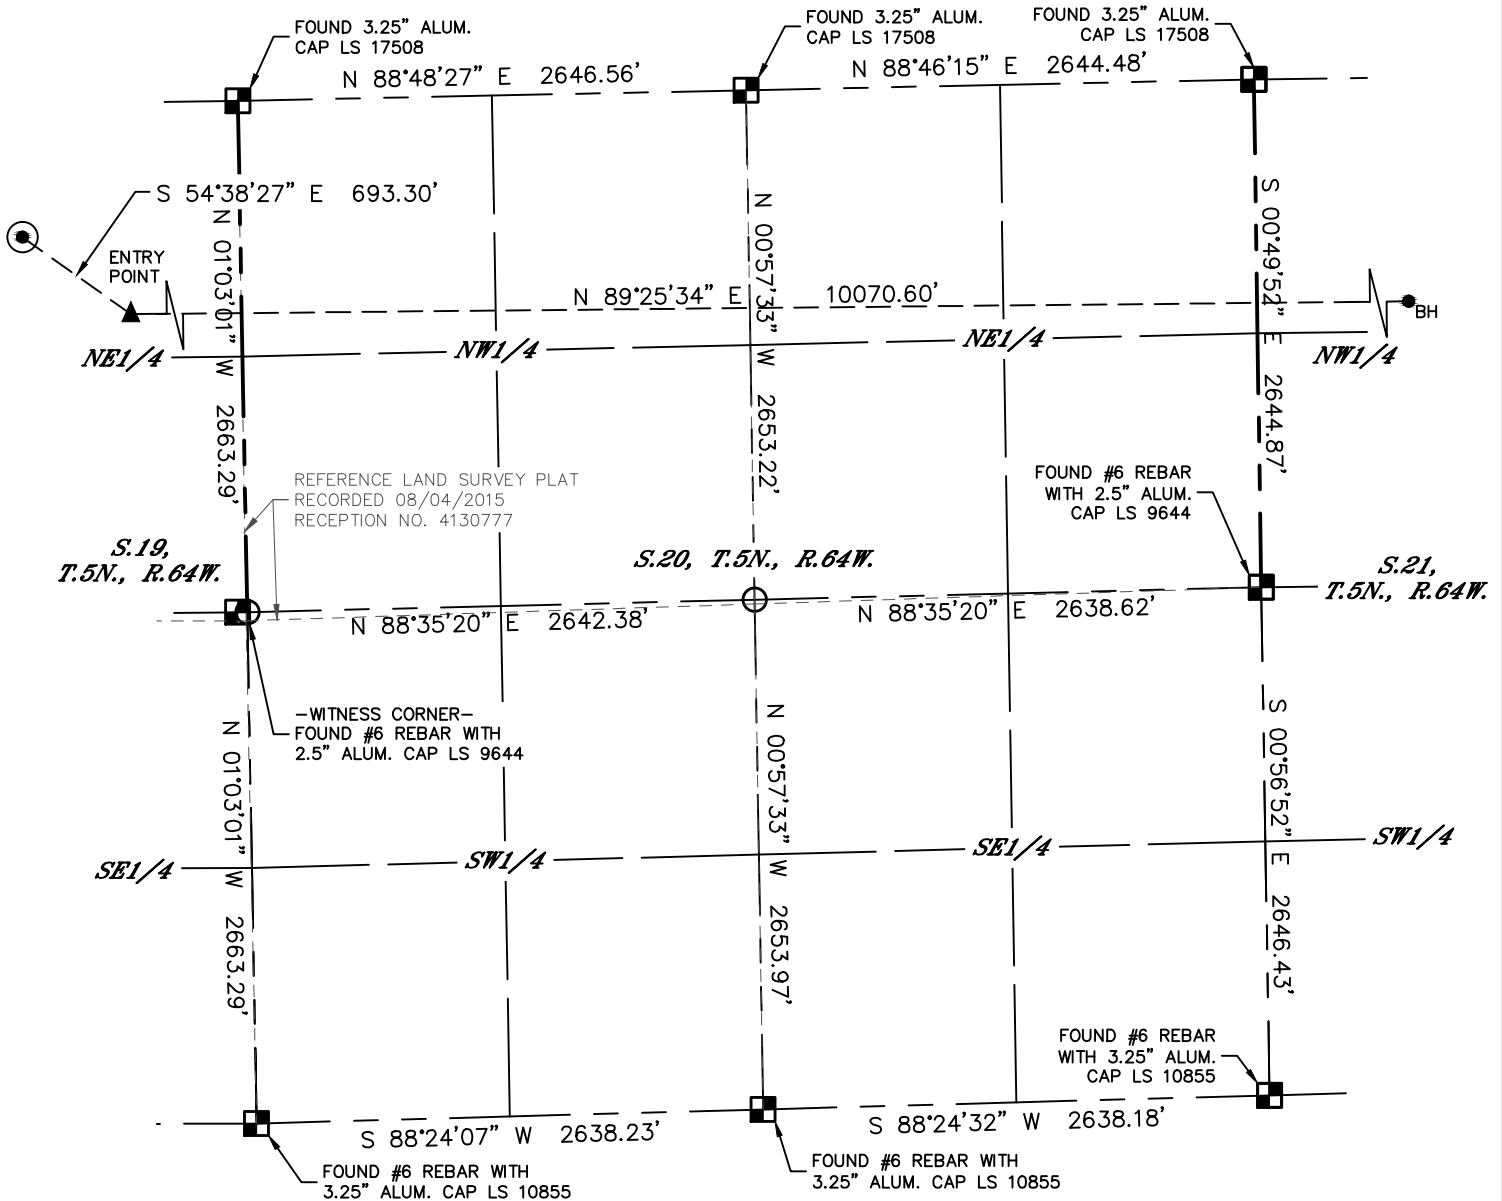 FOUND 3.25” ALUM.
CAP LS 17508
FOUND 3.25” ALUM.
CAP LS 17508
FOUND 3.25” ALUM.
CAP LS 17508
N 88°48’27” E 2646.56’
N 88°46’15” E 2644.48’
S 54°38’27” E 693.30’
N 01°03’01” W 2663.29’
N 00°57’33” W 2653.22’
S 00°49’52” E 2644.87’
ENTRY
POINT
N 89°25’34” E 10070.60’
BH
NE1/4
NW1/4
NE1/4
NW1/4
REFERENCE LAND SURVEY PLAT
RECORDED 08/04/2015
RECEPTION NO. 4130777
FOUND #6 REBAR
WITH 2.5” ALUM.
CAP LS 9644
S.19,
T.5N., R.64W.
S.20, T.5N., R.64W.
S.21,
T.5N., R.64W.
N 88°35’20” E 2642.38’
N 88°35’20” E 2638.62’
–WITNESS CORNER–
FOUND #6 REBAR WITH
2.5” ALUM. CAP LS 9644
N 01°03’01” W 2663.29’
N 00°57’33” W 2653.97’
S 00°56’52” E 2646.43’
SE1/4
SW1/4
SE1/4
SW1/4
FOUND #6 REBAR
WITH 3.25” ALUM.
CAP LS 10855
S 88°24’07” W 2638.23’
S 88°24’32” W 2638.18’
FOUND #6 REBAR WITH
3.25” ALUM. CAP LS 10855
FOUND #6 REBAR WITH
3.25” ALUM. CAP LS 10855